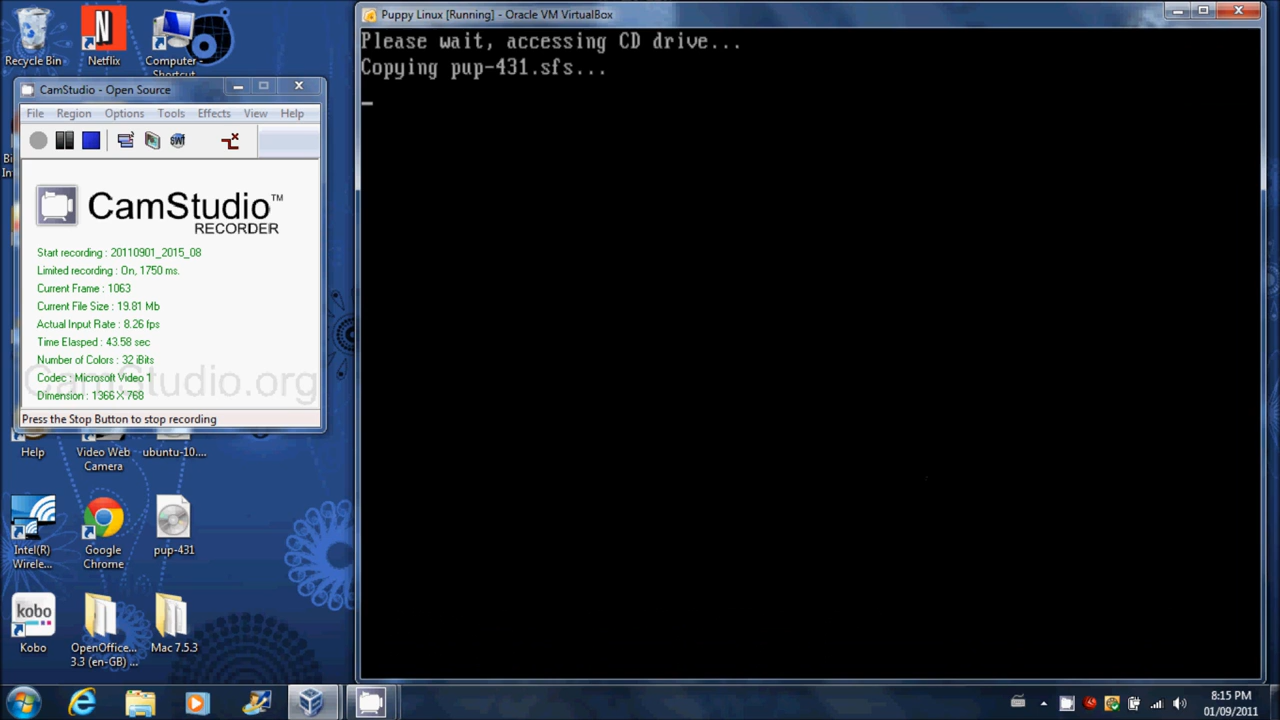 Recycle Bin
Netflix
Computer -
Shortcut
CamStudio - Open Source
File Region Options Tools Effects View Help
SWT
CamStudio™
RECORDER
Start recording : 20110901_2015_08
Limited recording : On, 1750 ms.
Current Frame : 1063
Current File Size : 19.81 Mb
Actual Input Rate : 8.26 fps
Time Elasped : 43.58 sec
Number of Colors : 32 iBits
Codec : Microsoft Video 1
Dimension : 1366 X 768
CamStudio.org
Press the Stop Button to stop recording
Help
Video Web
Camera
ubuntu-10....
Intel(R)
Wirele...
Google
Chrome
pup-431
kobo
Kobo
OpenOffice...
3.3 (en-GB) ...
Mac 7.5.3
Puppy Linux [Running] - Oracle VM VirtualBox
Please wait, accessing CD drive...
Copying pup-431.sfs...
8:15 PM
01/09/2011